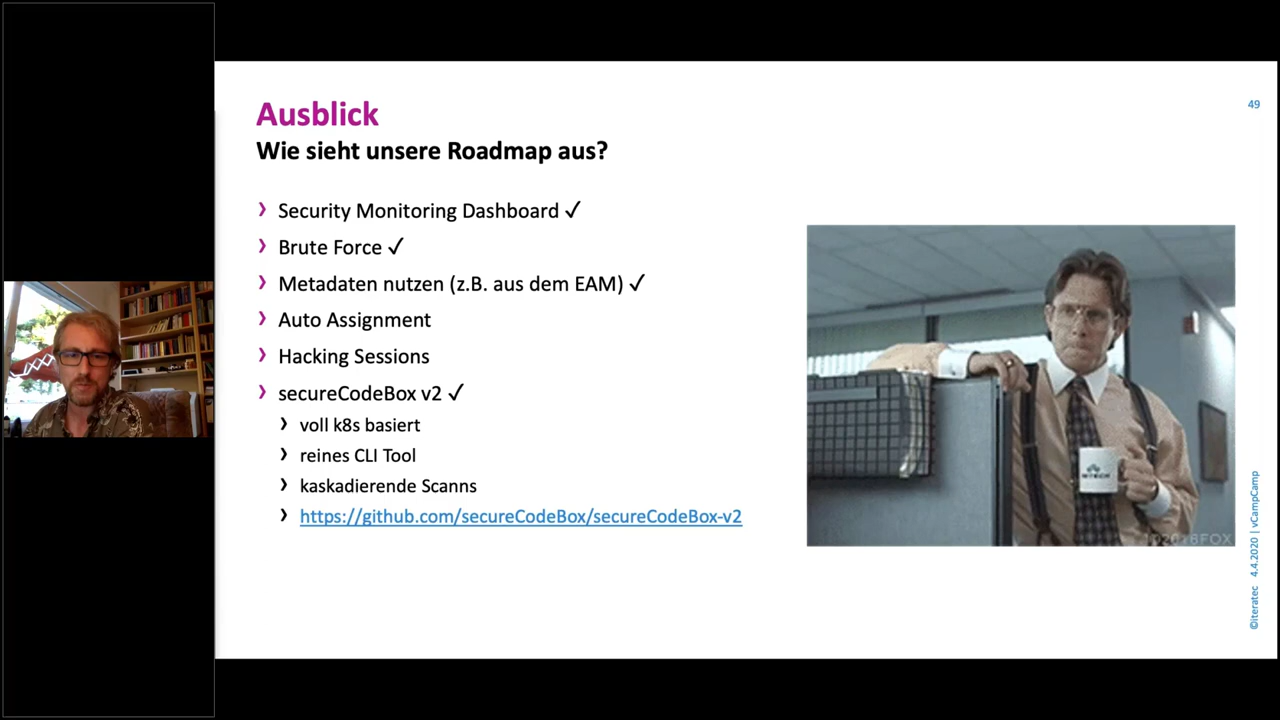 49
Ausblick
Wie sieht unsere Roadmap aus?
› Security Monitoring Dashboard ✓
› Brute Force ✓
› Metadaten nutzen (z.B. aus dem EAM) ✓
› Auto Assignment
› Hacking Sessions
› secureCodeBox v2 ✓
› voll k8s basiert
› reines CLI Tool
› kaskadierende Scanns
› https://github.com/secureCodeBox/secureCodeBox-v2
©iteratec 4.4.2020 | vCampCamp